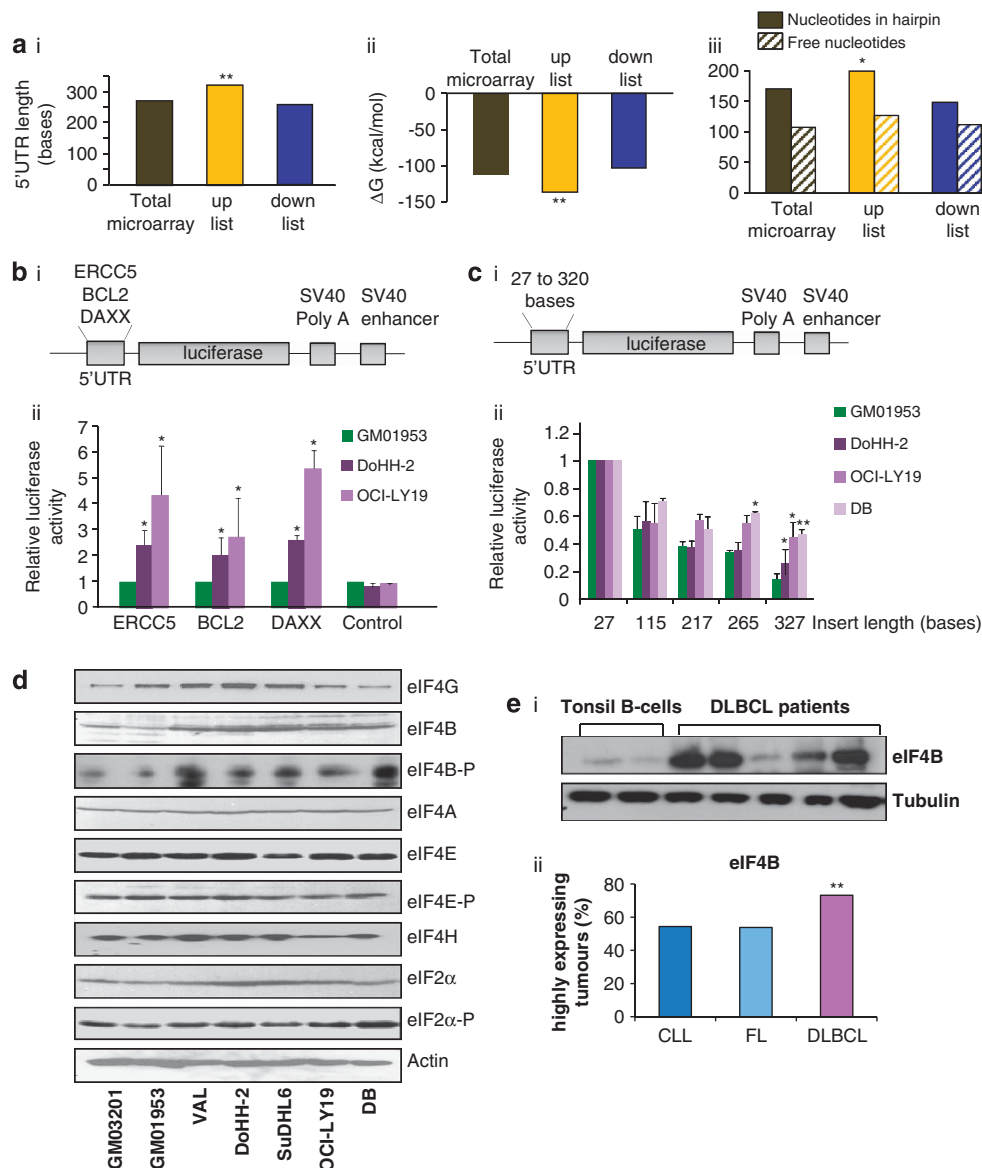 a i
5'UTR length
(bases)
300
250
150
0
**
Total
microarray
up
list
down
list
ii
Total
microarray
up
list
down
list
ΔG (kcal/mol)
0
-50
-100
-150
**
iii
Nucleotides in hairpin
Free nucleotides
200
150
100
50
0
*
Total
microarray
up
list
down
list
b i
ERCC5
BCL2
DAXX
SV40
Poly A
SV40
enhancer
luciferase
5'UTR
ii
Relative luciferase
activity
7
6
5
4
3
2
1
0
* * * * * *
GM01953
DoHH-2
OCI-LY19
ERCC5 BCL2 DAXX Control
c i
27 to 320
bases
SV40
Poly A
SV40
enhancer
luciferase
5'UTR
ii
Relative luciferase
activity
1.2
1
0.8
0.6
0.4
0.2
0
* * * **
GM01953
DoHH-2
OCI-LY19
DB
27 115 217 265 327 Insert length (bases)
d
eIF4G
eIF4B
eIF4B-P
eIF4A
eIF4E
eIF4E-P
eIF4H
eIF2α
eIF2α-P
Actin
GM03201
GM01953
VAL
DoHH-2
SuDHL6
OCI-LY19
DB
e i
Tonsil B-cells DLBCL patients
eIF4B
Tubulin
ii
eIF4B
highly expressing
tumours (%)
80
60
40
20
0
**
CLL FL DLBCL